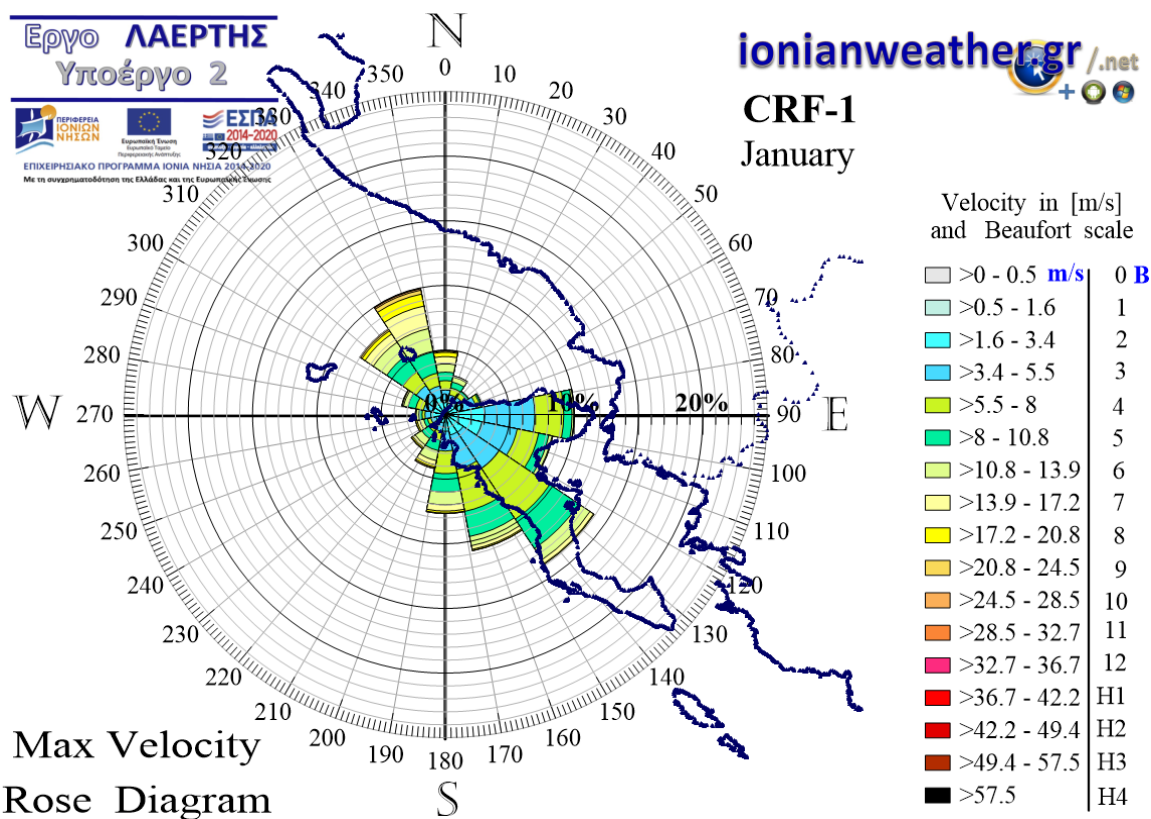 Εργο ΛΑΕΡΤΗΣ
Υποέργο 2
ΠΕΡΙΦΕΡΕΙΑ
ΙΟΝΙΩΝ
ΝΗΣΩΝ
Ευρωπαϊκή Ένωση
Ευρωπαϊκό Ταμείο
Περιφερειακής Ανάπτυξης
ΕΣΠΑ
2014-2020
ΕΠΙΧΕΙΡΗΣΙΑΚΟ ΠΡΟΓΡΑΜΜΑ ΙΟΝΙΑ ΝΗΣΙΑ 2014-2020
Με τη συγχρηματοδότηση της Ελλάδας και της Ευρωπαϊκής Ένωσης
ionianweather.gr /.net
CRF-1
January
N
0
10
20
30
40
50
60
70
80
90
E
100
110
120
130
140
150
160
170
180
S
190
200
210
220
230
240
250
260
270
W
280
290
300
310
320
330
340
350
0%
10%
20%
Velocity in [m/s]
and Beaufort scale
>0 - 0.5 m/s 0 B
>0.5 - 1.6 1
>1.6 - 3.4 2
>3.4 - 5.5 3
>5.5 - 8 4
>8 - 10.8 5
>10.8 - 13.9 6
>13.9 - 17.2 7
>17.2 - 20.8 8
>20.8 - 24.5 9
>24.5 - 28.5 10
>28.5 - 32.7 11
>32.7 - 36.7 12
>36.7 - 42.2 H1
>42.2 - 49.4 H2
>49.4 - 57.5 H3
>57.5 H4
Max Velocity
Rose Diagram